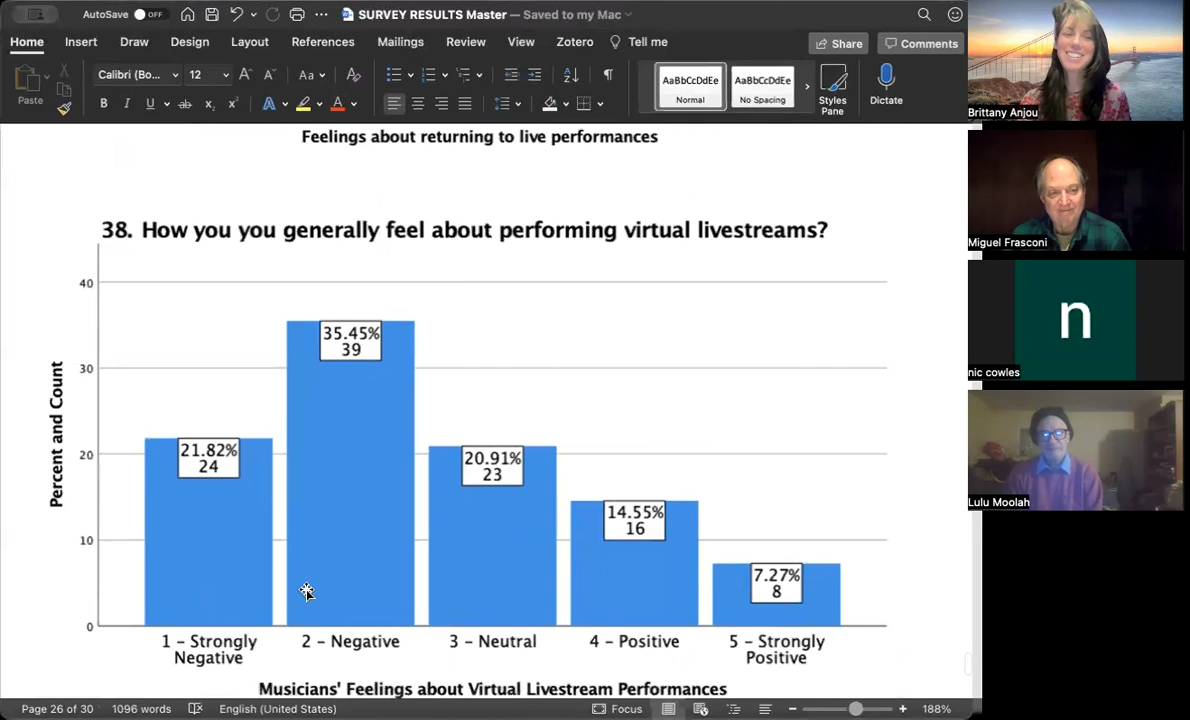 AutoSave OFF
SURVEY RESULTS Master — Saved to my Mac
Home Insert Draw Design Layout References Mailings Review View Zotero Tell me
Share Comments
Paste
Calibri (Bo... 12
AaBbCcDdEe AaBbCcDdEe
Normal No Spacing
Styles
Pane
Dictate
Feelings about returning to live performances
38. How you you generally feel about performing virtual livestreams?
Percent and Count
40
30
20
10
0
21.82%
24
35.45%
39
20.91%
23
14.55%
16
7.27%
8
1 - Strongly
Negative
2 - Negative
3 - Neutral
4 - Positive
5 - Strongly
Positive
Musicians' Feelings about Virtual Livestream Performances
Page 26 of 30 1096 words English (United States) Focus 188%
Brittany Anjou
Miguel Frasconi
n
nic cowles
Lulu Moolah